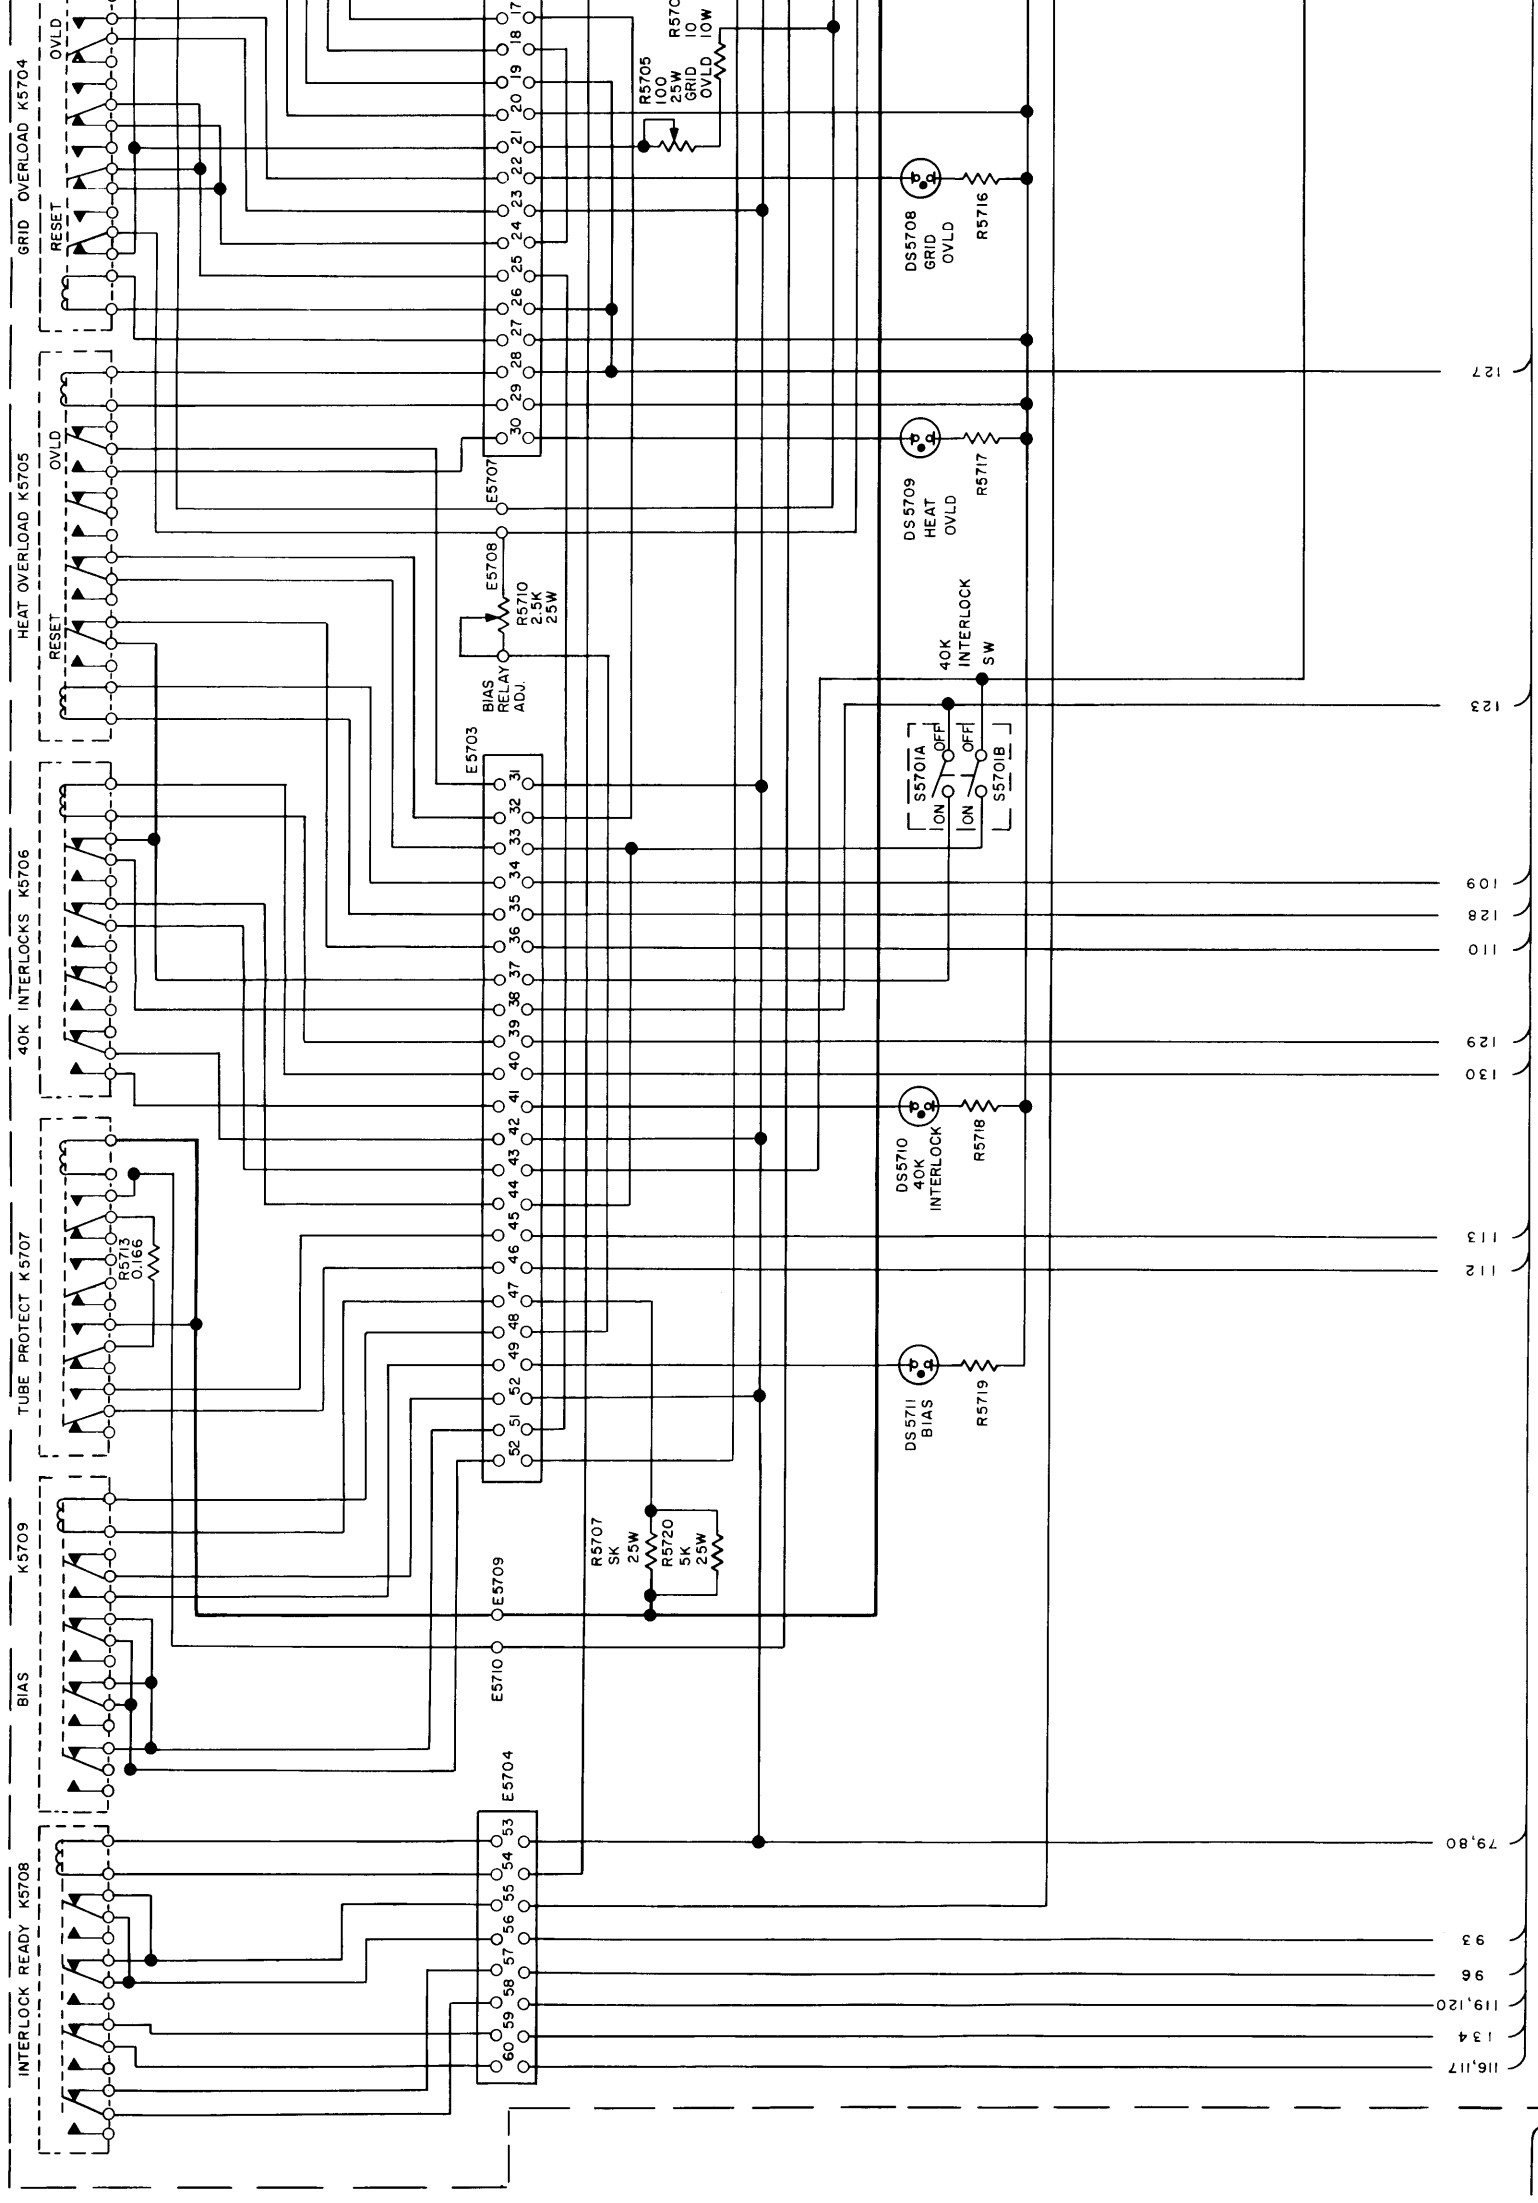 GRID OVERLOAD K5704
OVLD
RESET
HEAT OVERLOAD K5705
OVLD
RESET
40K INTERLOCKS K5706
TUBE PROTECT K5707
R5713
0.166
BIAS K5709
INTERLOCK READY K5708
17
18
19
20
21
22
23
24
25
26
27
28
29
30
E5707
E5708
R5710
2.5K
25W
BIAS
RELAY
ADJ.
E5703
31
32
33
34
35
36
37
38
39
40
41
42
43
44
45
46
47
48
49
52
51
52
E5709
E5710
E5704
53
54
55
56
57
58
59
60
R5705
100
25W
GRID
OVLD
R570
10
10W
R5707
SK
25W
R5720
5K
25W
DS5708
GRID
OVLD
R5716
DS5709
HEAT
OVLD
R5717
40K
INTERLOCK
SW
S5701A
OFF
ON
OFF
ON
S5701B
DS5710
40K
INTERLOCK
R5718
DS5711
BIAS
R5719
127
123
109
128
110
129
130
113
112
79,80
93
96
119,120
134
116,117